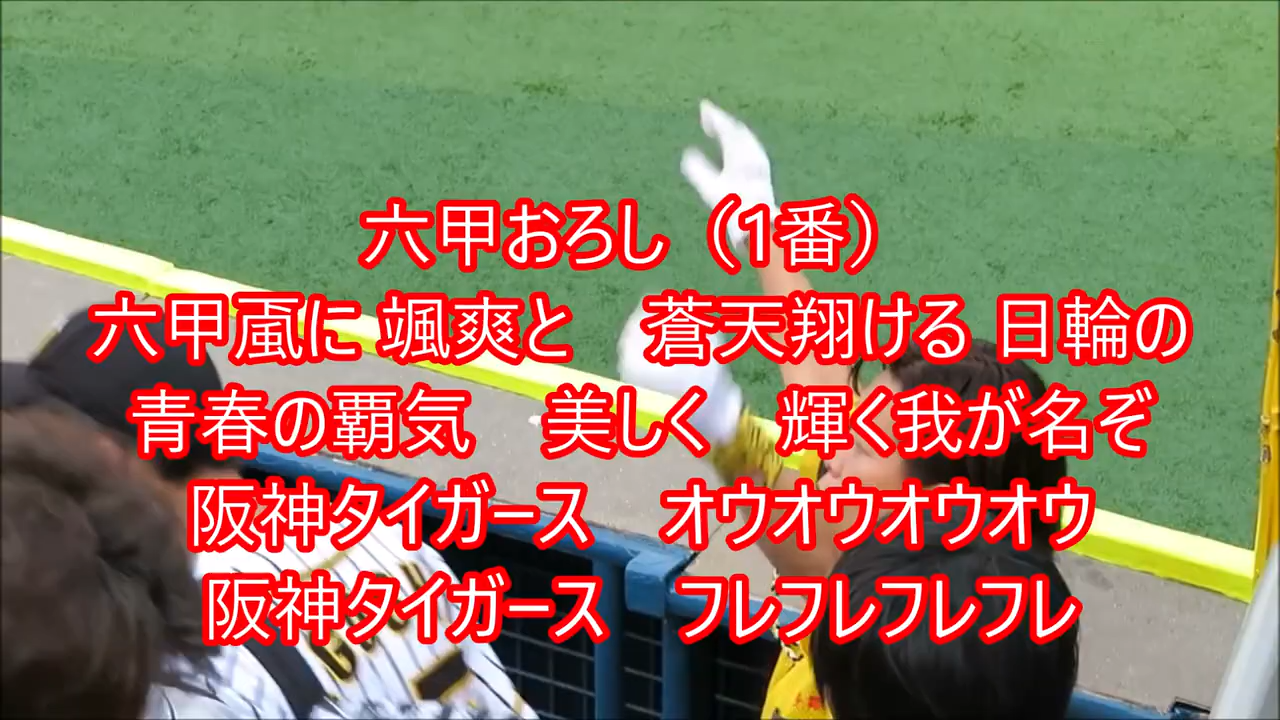 六甲おろし（1番）
六甲颪に 颯爽と　蒼天翔ける 日輪の
青春の覇気　美しく　輝く我が名ぞ
阪神タイガース　オウオウオウオウ
阪神タイガース　フレフレフレフレ